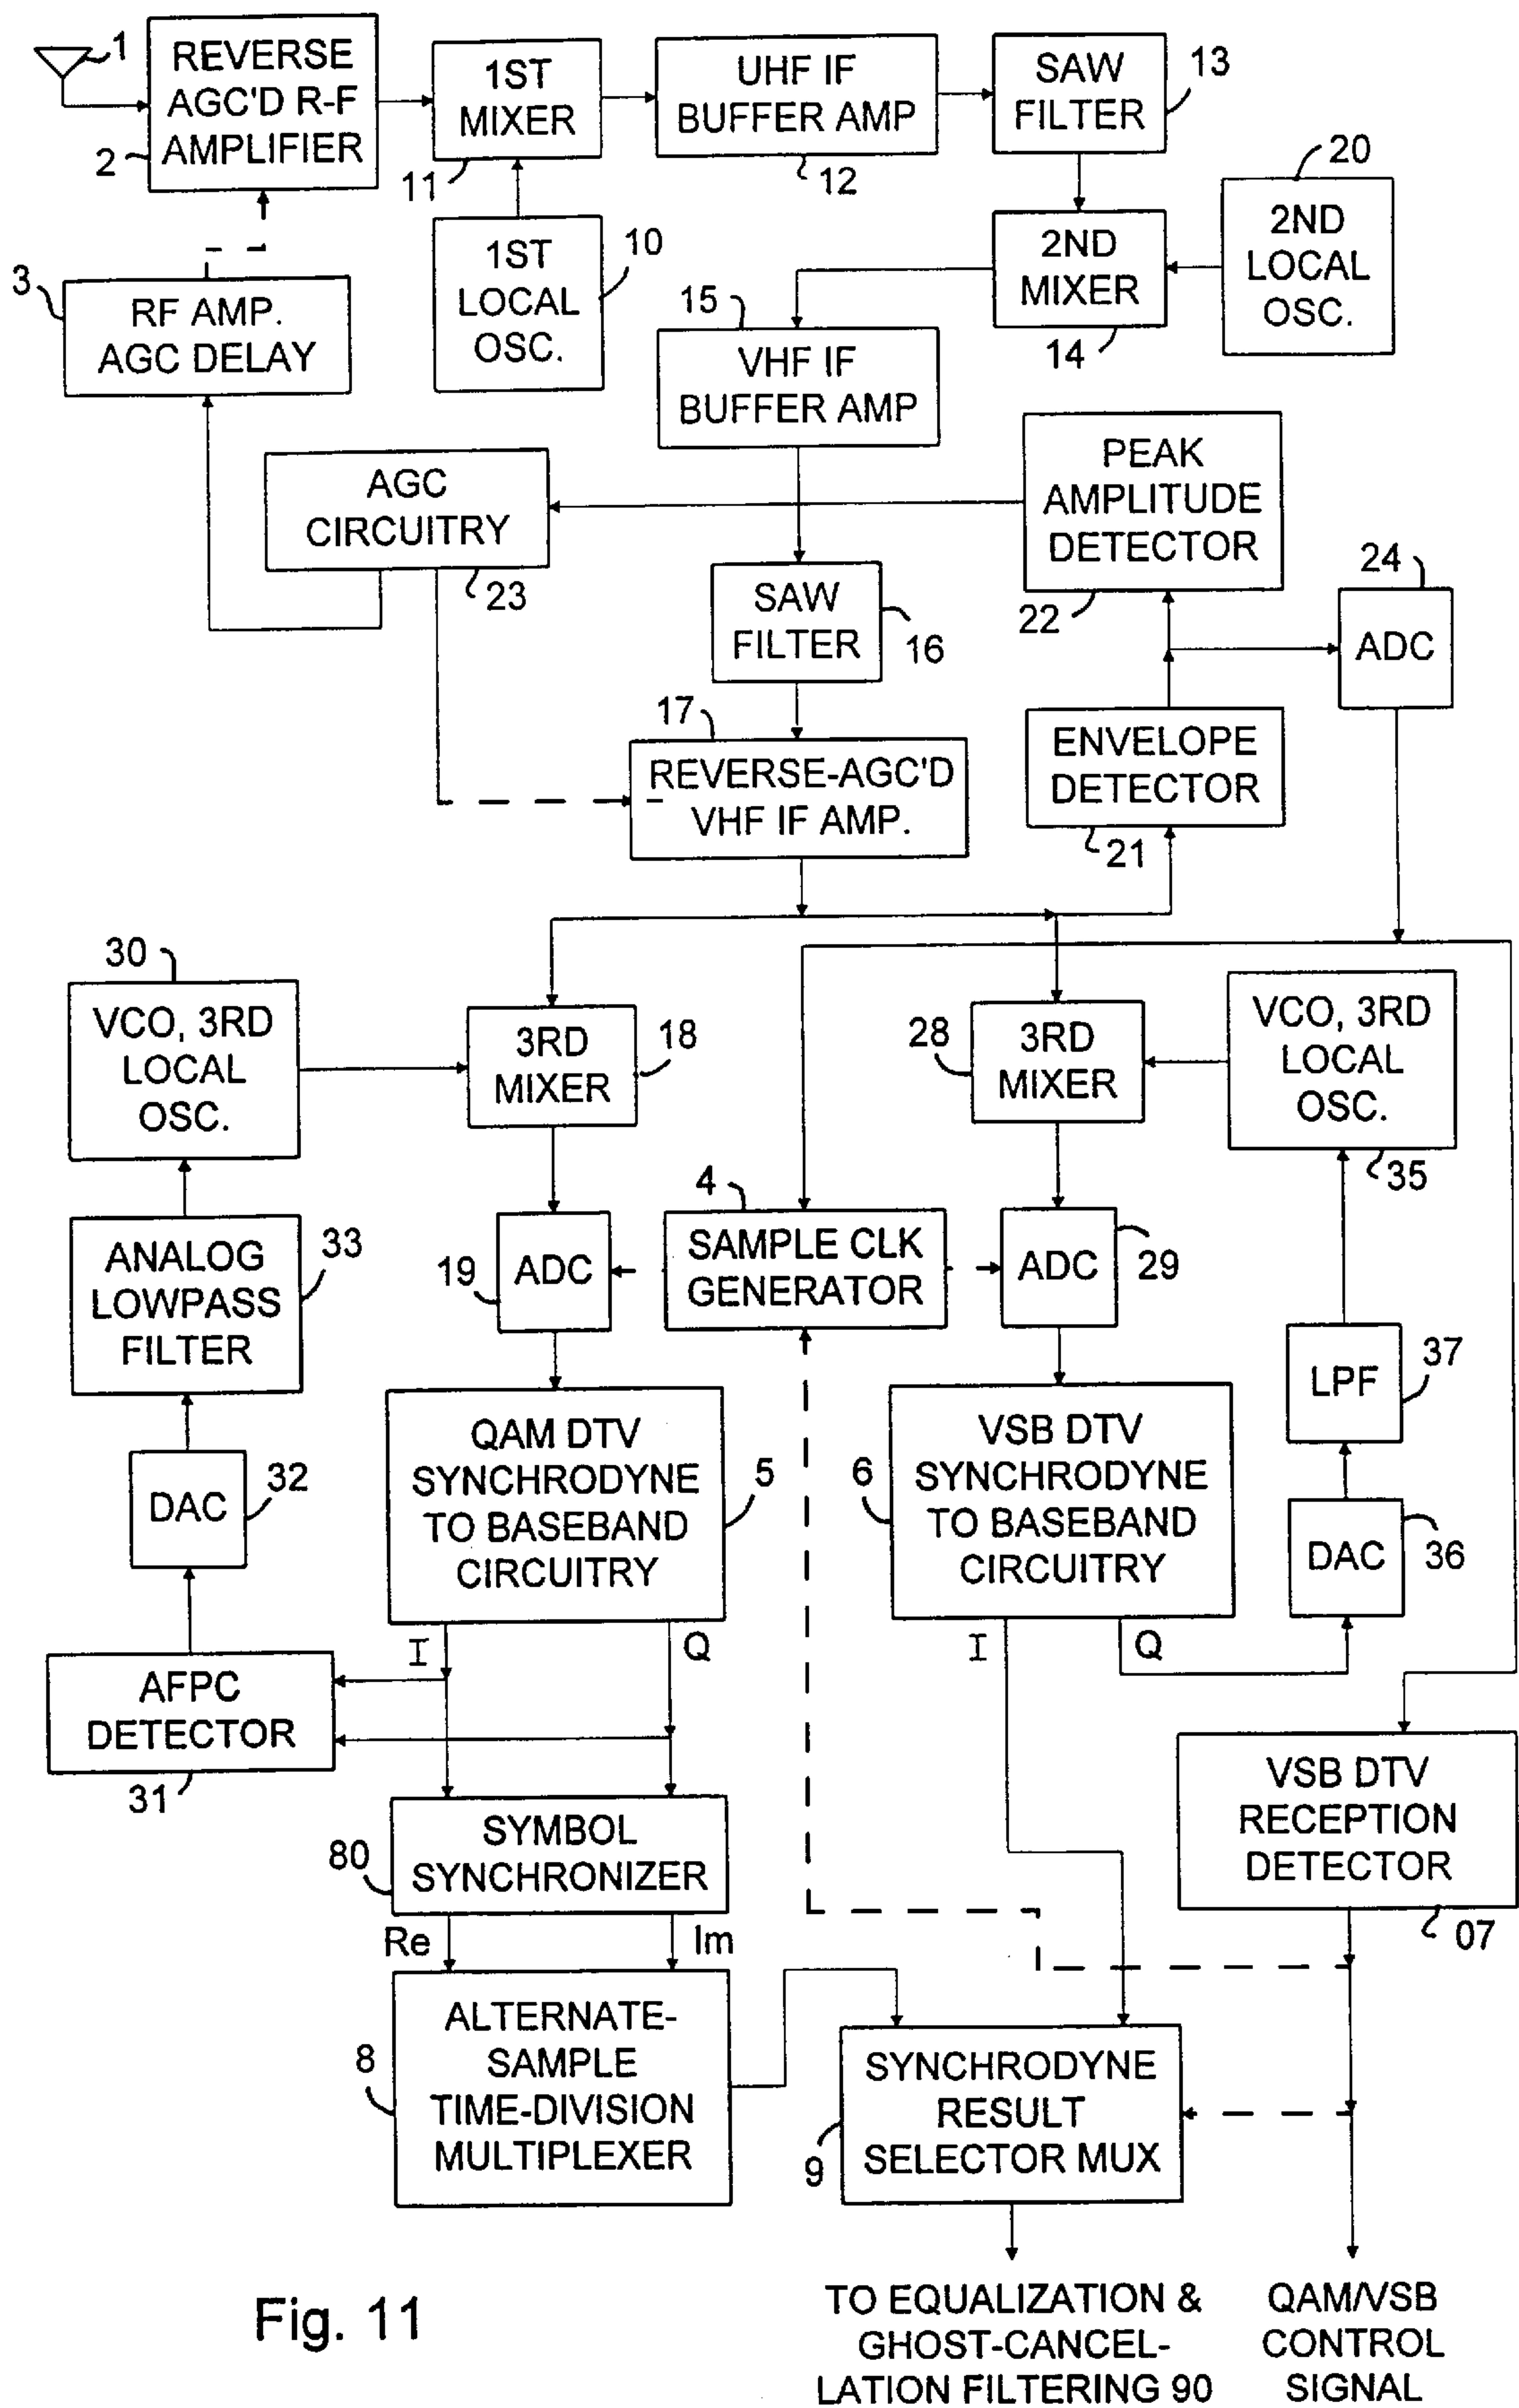 1
REVERSE
AGC'D R-F
AMPLIFIER
2
1ST
MIXER
11
UHF IF
BUFFER AMP
12
SAW
FILTER
13
20
3
RF AMP.
AGC DELAY
1ST
LOCAL
OSC.
10
2ND
MIXER
14
2ND
LOCAL
OSC.
15
VHF IF
BUFFER AMP
AGC
CIRCUITRY
23
PEAK
AMPLITUDE
DETECTOR
22
24
ADC
SAW
FILTER
16
17
REVERSE-AGC'D
VHF IF AMP.
ENVELOPE
DETECTOR
21
30
VCO, 3RD
LOCAL
OSC.
3RD
MIXER
18
28
3RD
MIXER
VCO, 3RD
LOCAL
OSC.
35
ANALOG
LOWPASS
FILTER
33
19
ADC
4
SAMPLE CLK
GENERATOR
ADC
29
LPF
37
DAC
32
QAM DTV
SYNCHRODYNE
TO BASEBAND
CIRCUITRY
5
6
VSB DTV
SYNCHRODYNE
TO BASEBAND
CIRCUITRY
DAC
36
I
Q
I
Q
AFPC
DETECTOR
31
80
SYMBOL
SYNCHRONIZER
VSB DTV
RECEPTION
DETECTOR
07
Re
Im
8
ALTERNATE-
SAMPLE
TIME-DIVISION
MULTIPLEXER
9
SYNCHRODYNE
RESULT
SELECTOR MUX
TO EQUALIZATION &
GHOST-CANCEL-
LATION FILTERING 90
QAM/VSB
CONTROL
SIGNAL
Fig. 11